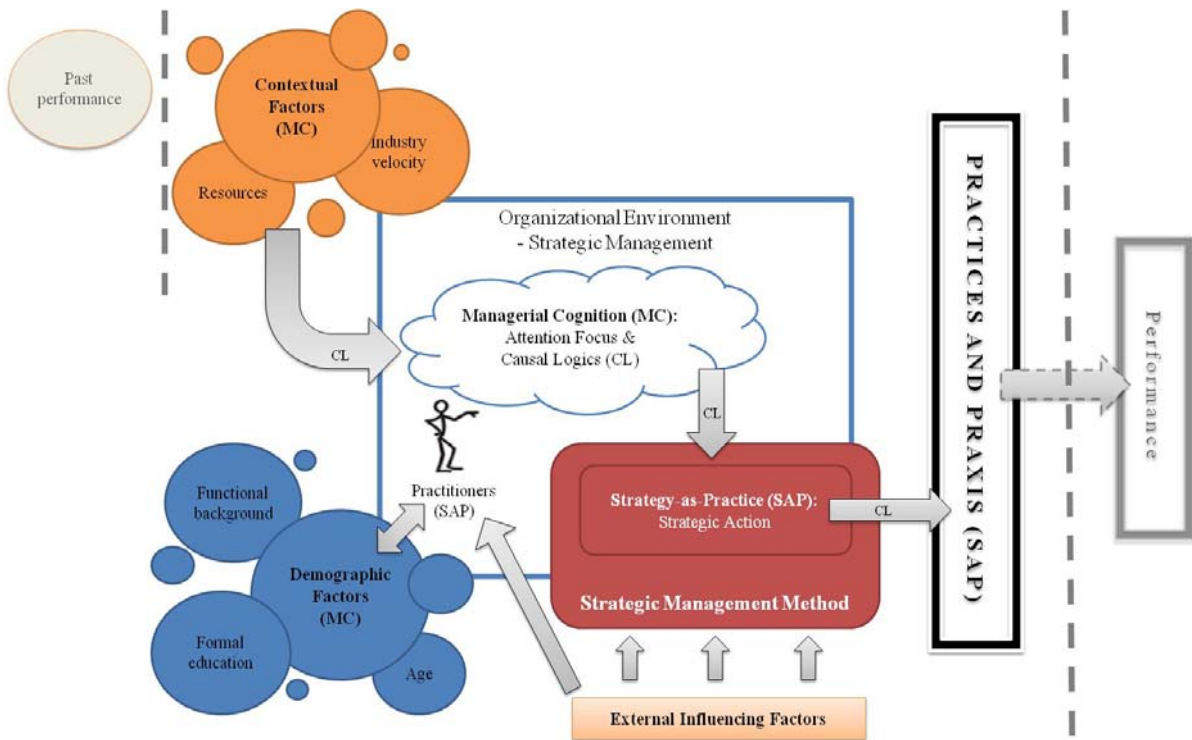 Past
performance
Contextual
Factors
(MC)
Industry
velocity
Resources
Organizational Environment
- Strategic Management
Managerial Cognition (MC):
Attention Focus &
Causal Logics (CL)
CL
CL
Practitioners
(SAP)
Functional
background
Demographic
Factors
(MC)
Formal
education
Age
Strategy-as-Practice (SAP):
Strategic Action
CL
Strategic Management Method
External Influencing Factors
PRACTICES AND PRAXIS (SAP)
Performance